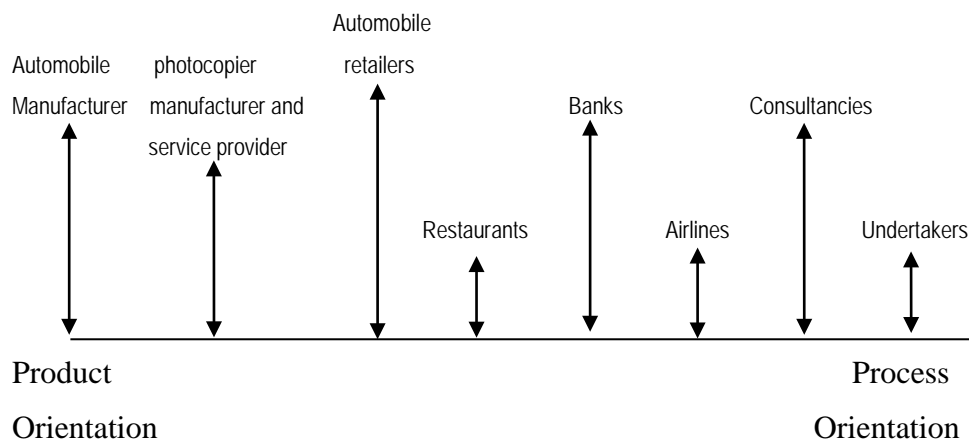 Automobile
Manufacturer
photocopier
manufacturer and
service provider
Automobile
retailers
Restaurants
Banks
Airlines
Consultancies
Undertakers
Product
Orientation
Process
Orientation